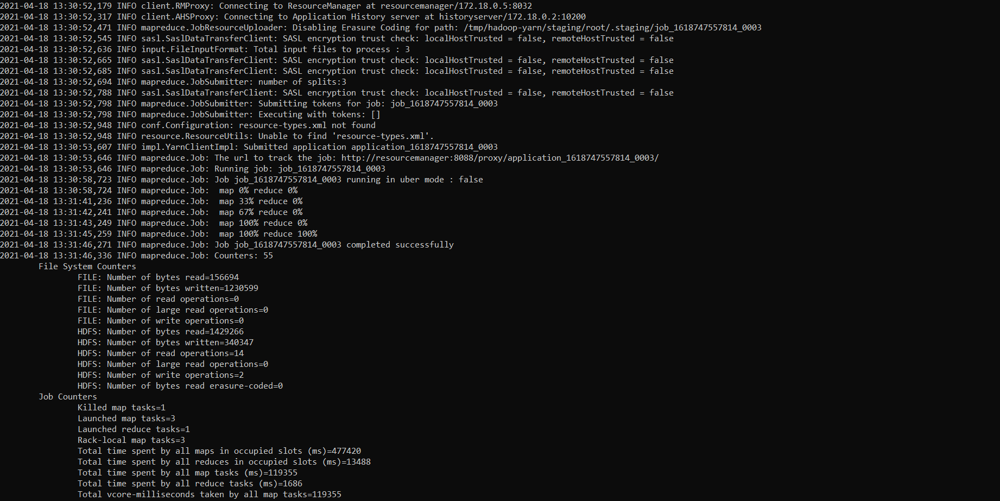 2021-04-18 13:30:52,179 INFO client.RMProxy: Connecting to ResourceManager at resourcemanager/172.18.0.5:8032
2021-04-18 13:30:52,317 INFO client.AHSProxy: Connecting to Application History server at historyserver/172.18.0.2:10200
2021-04-18 13:30:52,471 INFO mapreduce.JobResourceUploader: Disabling Erasure Coding for path: /tmp/hadoop-yarn/staging/root/.staging/job_1618747557814_0003
2021-04-18 13:30:52,545 INFO sasl.SaslDataTransferClient: SASL encryption trust check: localHostTrusted = false, remoteHostTrusted = false
2021-04-18 13:30:52,636 INFO input.FileInputFormat: Total input files to process : 3
2021-04-18 13:30:52,665 INFO sasl.SaslDataTransferClient: SASL encryption trust check: localHostTrusted = false, remoteHostTrusted = false
2021-04-18 13:30:52,685 INFO sasl.SaslDataTransferClient: SASL encryption trust check: localHostTrusted = false, remoteHostTrusted = false
2021-04-18 13:30:52,694 INFO mapreduce.JobSubmitter: number of splits:3
2021-04-18 13:30:52,788 INFO sasl.SaslDataTransferClient: SASL encryption trust check: localHostTrusted = false, remoteHostTrusted = false
2021-04-18 13:30:52,798 INFO mapreduce.JobSubmitter: Submitting tokens for job: job_1618747557814_0003
2021-04-18 13:30:52,798 INFO mapreduce.JobSubmitter: Executing with tokens: []
2021-04-18 13:30:52,948 INFO conf.Configuration: resource-types.xml not found
2021-04-18 13:30:52,948 INFO resource.ResourceUtils: Unable to find 'resource-types.xml'.
2021-04-18 13:30:53,607 INFO impl.YarnClientImpl: Submitted application application_1618747557814_0003
2021-04-18 13:30:53,646 INFO mapreduce.Job: The url to track the job: http://resourcemanager:8088/proxy/application_1618747557814_0003/
2021-04-18 13:30:53,646 INFO mapreduce.Job: Running job: job_1618747557814_0003
2021-04-18 13:30:58,723 INFO mapreduce.Job: Job job_1618747557814_0003 running in uber mode : false
2021-04-18 13:30:58,724 INFO mapreduce.Job:  map 0% reduce 0%
2021-04-18 13:31:41,236 INFO mapreduce.Job:  map 33% reduce 0%
2021-04-18 13:31:42,241 INFO mapreduce.Job:  map 67% reduce 0%
2021-04-18 13:31:43,249 INFO mapreduce.Job:  map 100% reduce 0%
2021-04-18 13:31:45,259 INFO mapreduce.Job:  map 100% reduce 100%
2021-04-18 13:31:46,271 INFO mapreduce.Job: Job job_1618747557814_0003 completed successfully
2021-04-18 13:31:46,336 INFO mapreduce.Job: Counters: 55
File System Counters
FILE: Number of bytes read=156694
FILE: Number of bytes written=1230599
FILE: Number of read operations=0
FILE: Number of large read operations=0
FILE: Number of write operations=0
HDFS: Number of bytes read=1429266
HDFS: Number of bytes written=340347
HDFS: Number of read operations=14
HDFS: Number of large read operations=0
HDFS: Number of write operations=2
HDFS: Number of bytes read erasure-coded=0
Job Counters
Killed map tasks=1
Launched map tasks=3
Launched reduce tasks=1
Rack-local map tasks=3
Total time spent by all maps in occupied slots (ms)=477420
Total time spent by all reduces in occupied slots (ms)=13488
Total time spent by all map tasks (ms)=119355
Total time spent by all reduce tasks (ms)=1686
Total vcore-milliseconds taken by all map tasks=119355